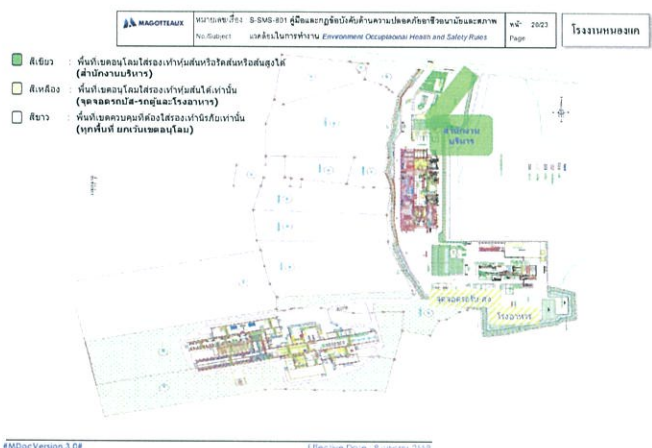 MAGOTTEAUX
หมายเลข/เรื่อง S-SMS-801 คู่มือและกฎข้อบังคับด้านความปลอดภัยอาชีวอนามัยและสภาพ
No/Subject แวดล้อมในการทำงาน Environment Occupational Health and Safety Rules
หน้า 20/23
Page
โรงงานหนองแค
สีเขียว : พื้นที่เขตอนุโลมใส่รองเท้าหุ้มส้นหรือรัดส้นหรือส้นสูงได้
(สำนักงานบริหาร)
สีเหลือง : พื้นที่เขตอนุโลมใส่รองเท้าหุ้มส้นได้เท่านั้น
(จุดจอดรถบัส-รถตู้และโรงอาหาร)
สีขาว : พื้นที่เขตควบคุมที่ต้องใส่รองเท้านิรภัยเท่านั้น
(ทุกพื้นที่ ยกเว้นเขตอนุโลม)
สำนักงาน
บริหาร
จุดจอดรถรับ ส่ง
โรงอาหาร
#MDocVersion 3.0#